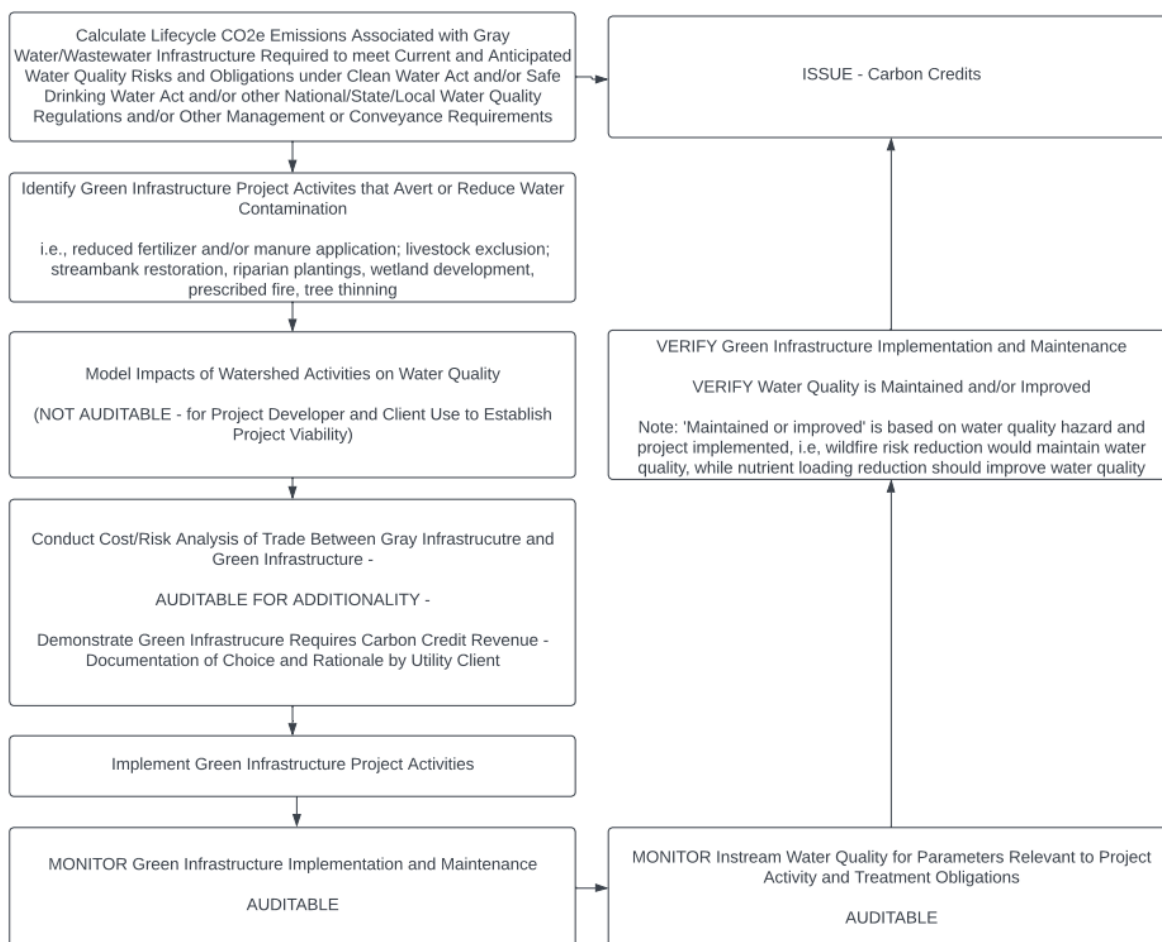 Calculate Lifecycle CO2e Emissions Associated with Gray
Water/Wastewater Infrastructure Required to meet Current and Anticipated
Water Quality Risks and Obligations under Clean Water Act and/or Safe
Drinking Water Act and/or other National/State/Local Water Quality
Regulations and/or Other Management or Conveyance Requirements
Identify Green Infrastructure Project Activites that Avert or Reduce Water
Contamination
i.e., reduced fertilizer and/or manure application; livestock exclusion;
streambank restoration, riparian plantings, wetland development,
prescribed fire, tree thinning
Model Impacts of Watershed Activities on Water Quality
(NOT AUDITABLE - for Project Developer and Client Use to Establish
Project Viability)
Conduct Cost/Risk Analysis of Trade Between Gray Infrastrucutre and
Green Infrastructure -
AUDITABLE FOR ADDITIONALITY -
Demonstrate Green Infrastrucure Requires Carbon Credit Revenue -
Documentation of Choice and Rationale by Utility Client
Implement Green Infrastructure Project Activities
MONITOR Green Infrastructure Implementation and Maintenance
AUDITABLE
MONITOR Instream Water Quality for Parameters Relevant to Project
Activity and Treatment Obligations
AUDITABLE
VERIFY Green Infrastructure Implementation and Maintenance
VERIFY Water Quality is Maintained and/or Improved
Note: 'Maintained or improved' is based on water quality hazard and
project implemented, i.e, wildfire risk reduction would maintain water
quality, while nutrient loading reduction should improve water quality
ISSUE - Carbon Credits